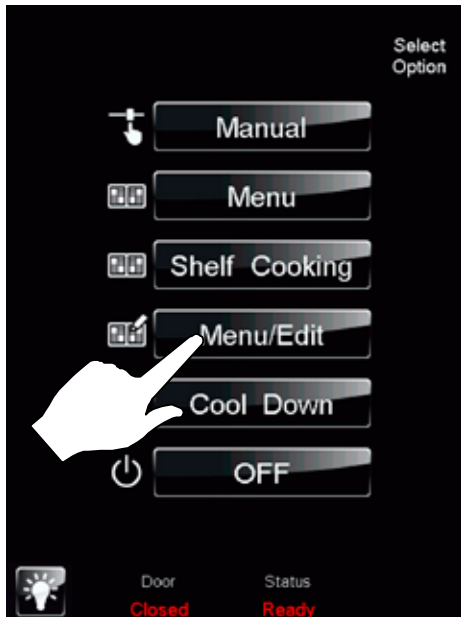 Select
Option
Manual
Menu
Shelf Cooking
Menu/Edit
Cool Down
OFF
Door
Status
Closed
Ready